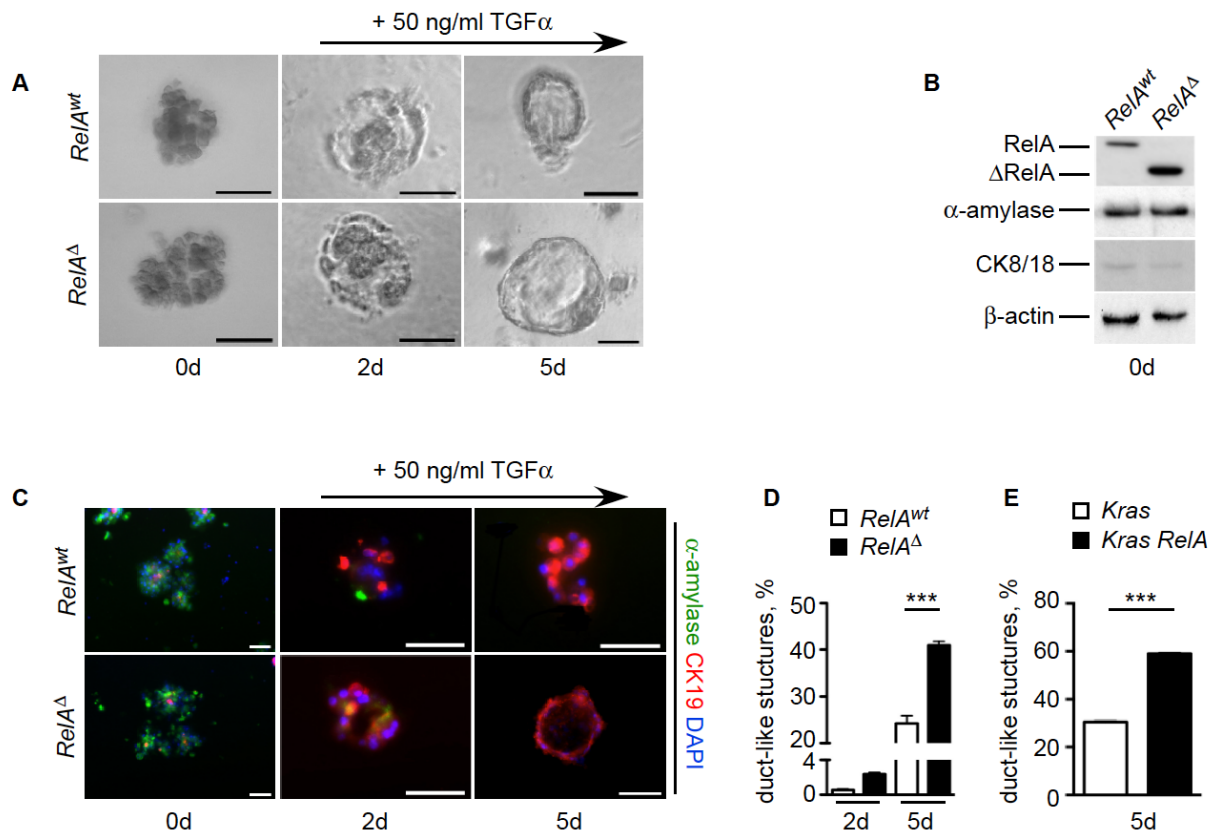 + 50 ng/ml TGFα
A
RelA^wt
RelA^Δ
0d 2d 5d
B
RelA^wt RelA^Δ
RelA
ΔRelA
α-amylase
CK8/18
β-actin
0d
+ 50 ng/ml TGFα
C
RelA^wt
RelA^Δ
α-amylase CK19 DAPI
0d 2d 5d
D
RelA^wt
RelA^Δ
duct-like stuctures, %
50
40
30
20
4
0
***
2d 5d
E
Kras
Kras RelA
duct-like stuctures, %
80
60
40
20
0
***
5d